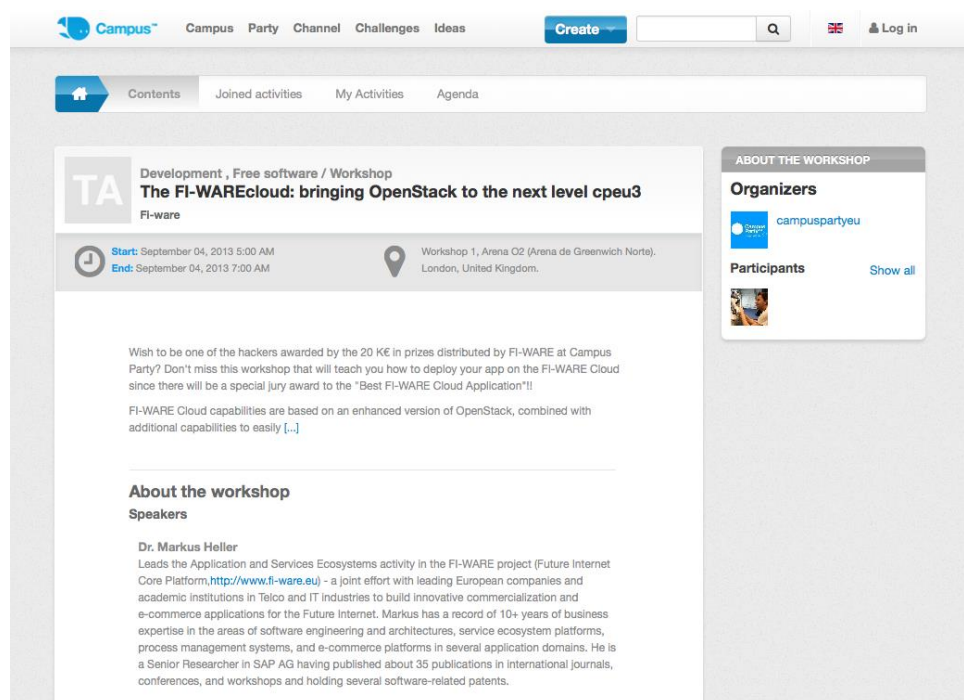 Campus™
Campus Party Channel Challenges Ideas Create Log in
Contents Joined activities My Activities Agenda
TA
Development , Free software / Workshop
The FI-WAREcloud: bringing OpenStack to the next level cpeu3
Fi-ware
Start: September 04, 2013 5:00 AM
End: September 04, 2013 7:00 AM
Workshop 1, Arena O2 (Arena de Greenwich Norte).
London, United Kingdom.
Wish to be one of the hackers awarded by the 20 K€ in prizes distributed by FI-WARE at Campus
Party? Don't miss this workshop that will teach you how to deploy your app on the FI-WARE Cloud
since there will be a special jury award to the "Best FI-WARE Cloud Application"!!
FI-WARE Cloud capabilities are based on an enhanced version of OpenStack, combined with
additional capabilities to easily [...]
About the workshop
Speakers
Dr. Markus Heller
Leads the Application and Services Ecosystems activity in the FI-WARE project (Future Internet
Core Platform,http://www.fi-ware.eu) - a joint effort with leading European companies and
academic institutions in Telco and IT industries to build innovative commercialization and
e-commerce applications for the Future Internet. Markus has a record of 10+ years of business
expertise in the areas of software engineering and architectures, service ecosystem platforms,
process management systems, and e-commerce platforms in several application domains. He is
a Senior Researcher in SAP AG having published about 35 publications in international journals,
conferences, and workshops and holding several software-related patents.
ABOUT THE WORKSHOP
Organizers
Campus
Party
campuspartyeu
Participants
Show all